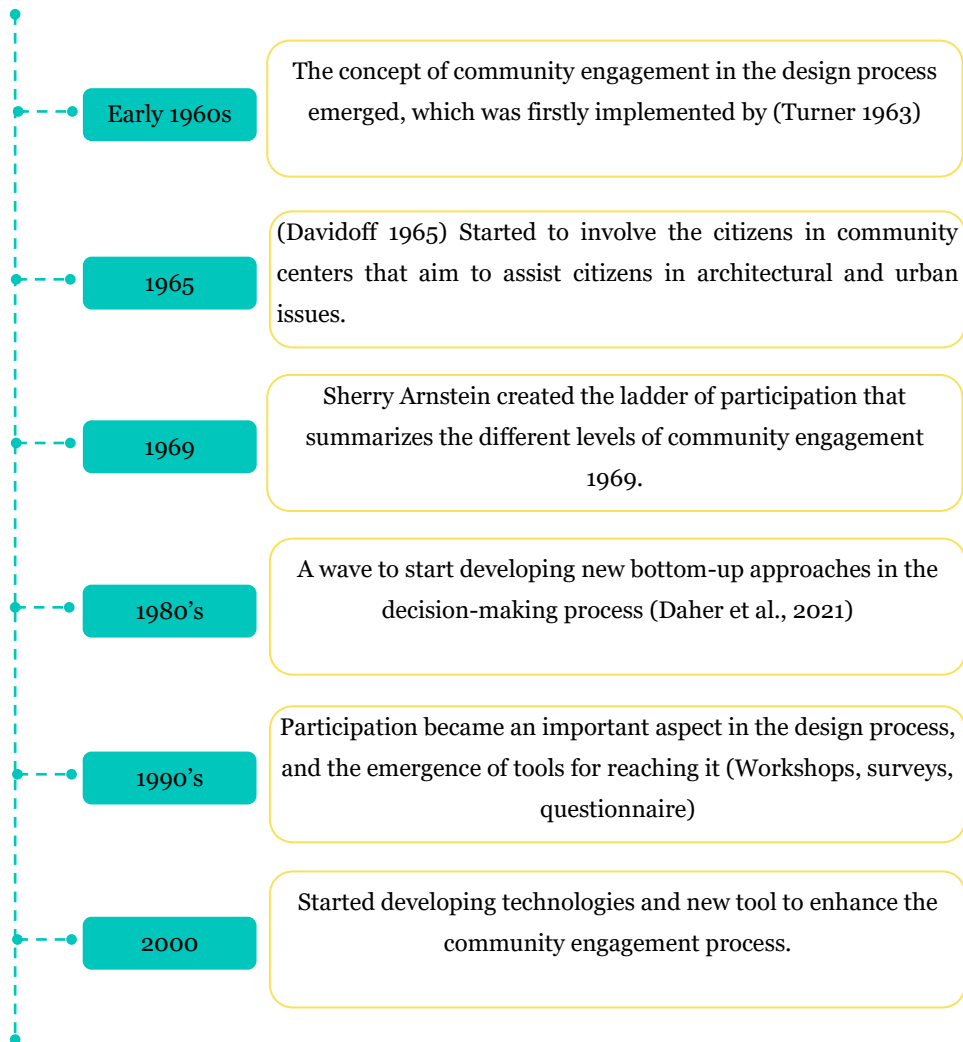 Early 1960s
The concept of community engagement in the design process
emerged, which was firstly implemented by (Turner 1963)
1965
(Davidoff 1965) Started to involve the citizens in community
centers that aim to assist citizens in architectural and urban
issues.
1969
Sherry Arnstein created the ladder of participation that
summarizes the different levels of community engagement
1969.
1980’s
A wave to start developing new bottom-up approaches in the
decision-making process (Daher et al., 2021)
1990’s
Participation became an important aspect in the design process,
and the emergence of tools for reaching it (Workshops, surveys,
questionnaire)
2000
Started developing technologies and new tool to enhance the
community engagement process.